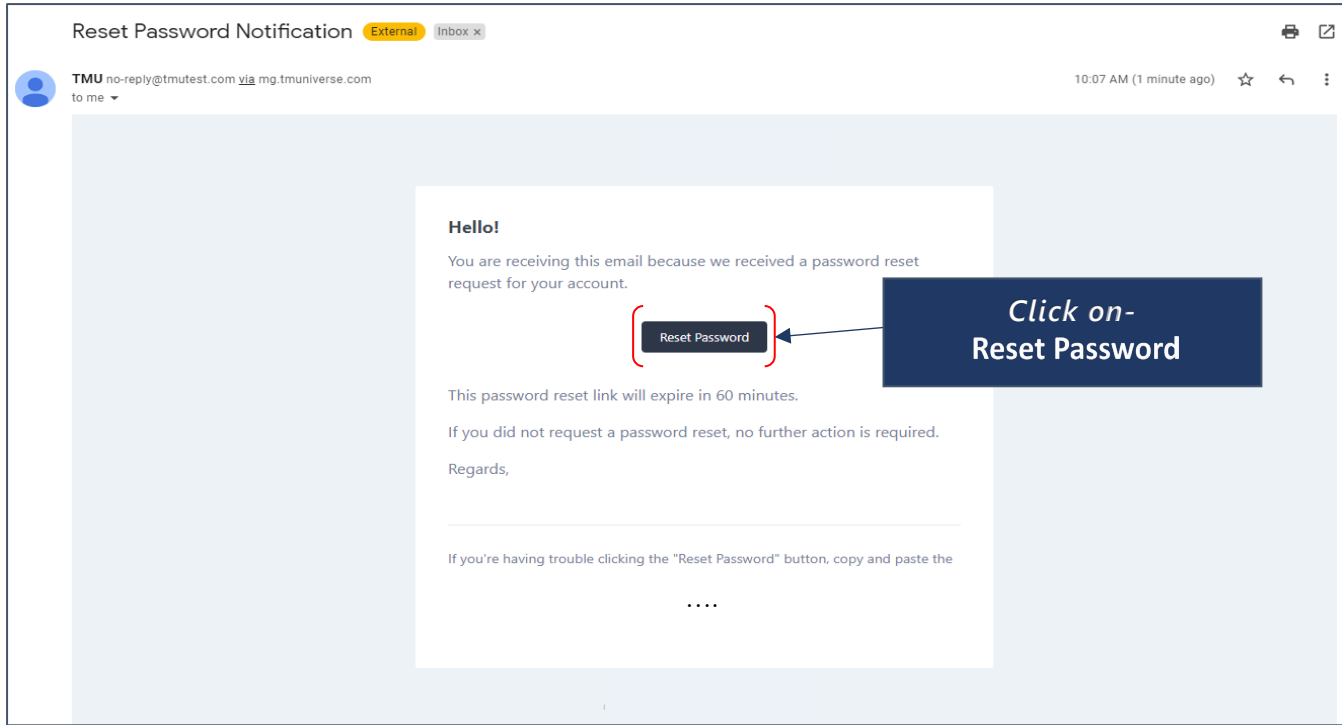 Reset Password Notification External Inbox x
TMU no-reply@tmutest.com via mg.tmuniverse.com 10:07 AM (1 minute ago)
to me
Hello!
You are receiving this email because we received a password reset
request for your account.
Reset Password
Click on-
Reset Password
This password reset link will expire in 60 minutes.
If you did not request a password reset, no further action is required.
Regards,
If you're having trouble clicking the "Reset Password" button, copy and paste the
....